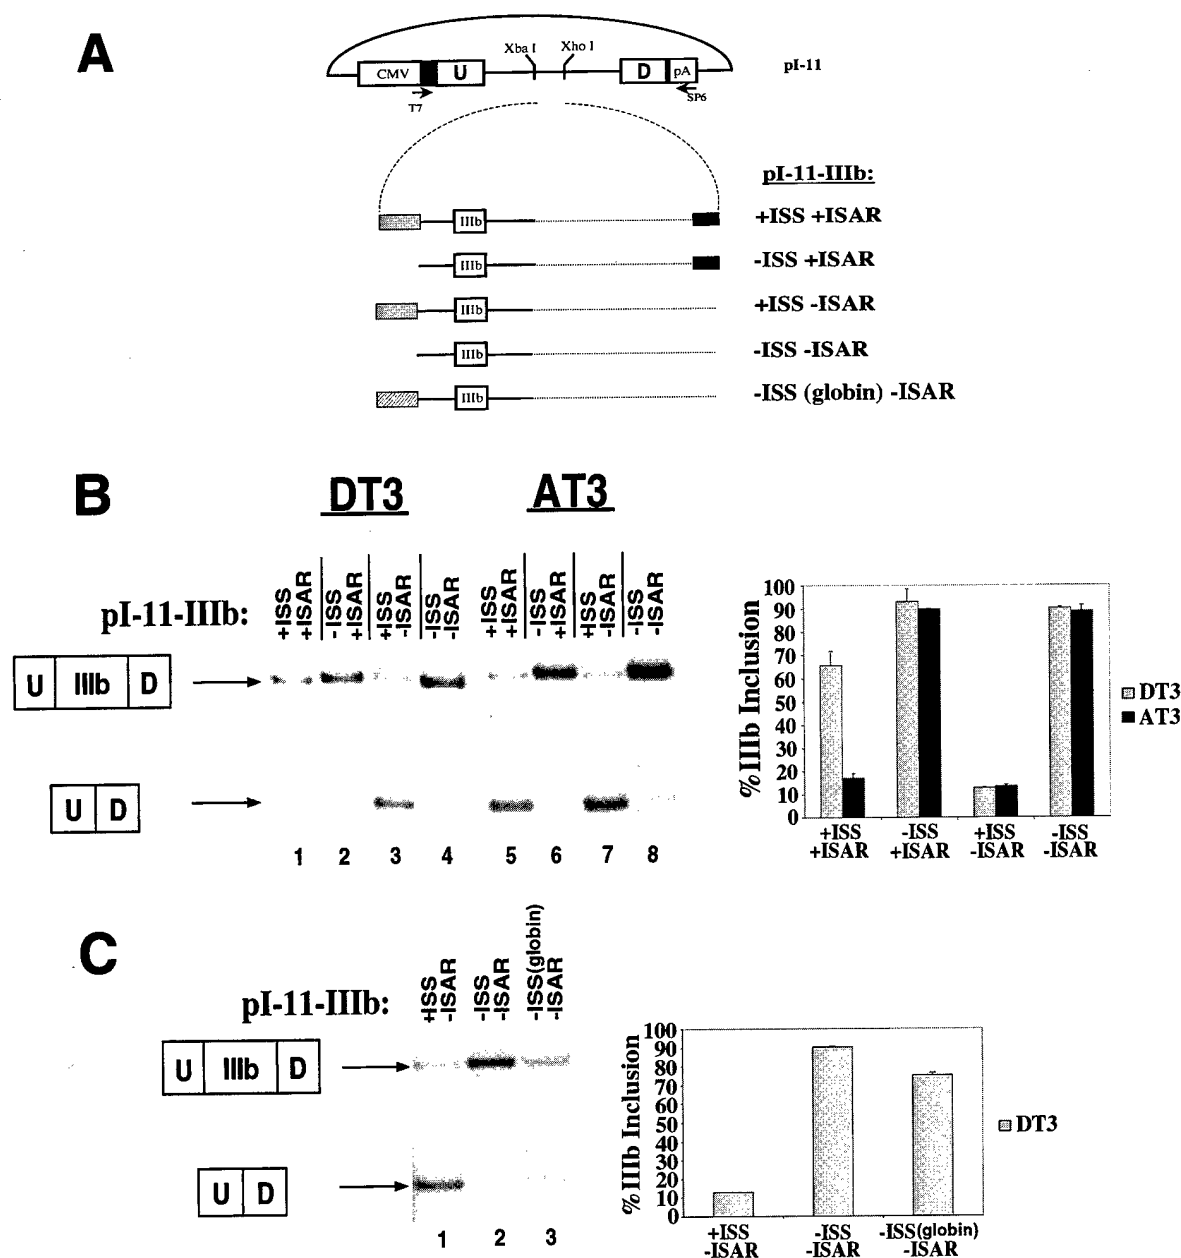 A
Xba I Xho I
CMV U D pA pI-11
T7 SP6
pI-11-IIIb:
IIIb +ISS +ISAR
IIIb -ISS +ISAR
IIIb +ISS -ISAR
IIIb -ISS -ISAR
IIIb -ISS (globin) -ISAR
B
DT3 AT3
pI-11-IIIb:
+ISS +ISAR
-ISS +ISAR
+ISS -ISAR
-ISS -ISAR
+ISS +ISAR
-ISS +ISAR
+ISS -ISAR
-ISS -ISAR
U IIIb D
U D
1 2 3 4 5 6 7 8
% IIIb Inclusion
100
90
80
70
60
50
40
30
20
10
0
+ISS -ISS +ISS -ISS
+ISAR +ISAR -ISAR -ISAR
DT3
AT3
C
pI-11-IIIb:
+ISS -ISAR
-ISS -ISAR
-ISS(globin) -ISAR
U IIIb D
U D
1 2 3
% IIIb Inclusion
100
90
80
70
60
50
40
30
20
10
0
+ISS -ISS -ISS(globin)
-ISAR -ISAR -ISAR
DT3